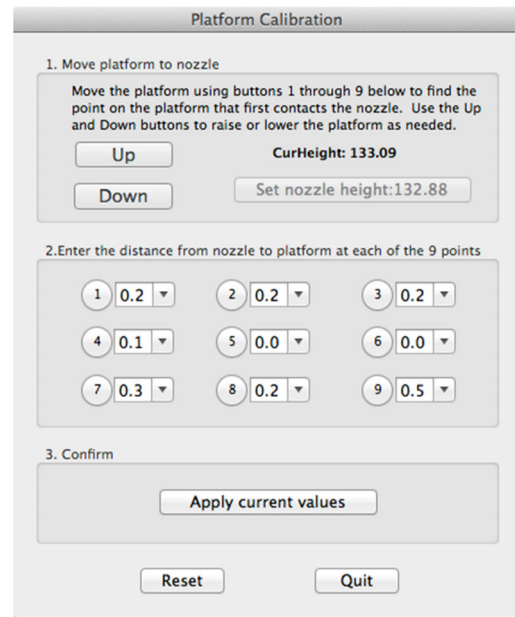 Platform Calibration
1. Move platform to nozzle
Move the platform using buttons 1 through 9 below to find the
point on the platform that first contacts the nozzle. Use the Up
and Down buttons to raise or lower the platform as needed.
Up
CurHeight: 133.09
Down
Set nozzle height:132.88
2.Enter the distance from nozzle to platform at each of the 9 points
1 0.2 2 0.2 3 0.2
4 0.1 5 0.0 6 0.0
7 0.3 8 0.2 9 0.5
3. Confirm
Apply current values
Reset Quit